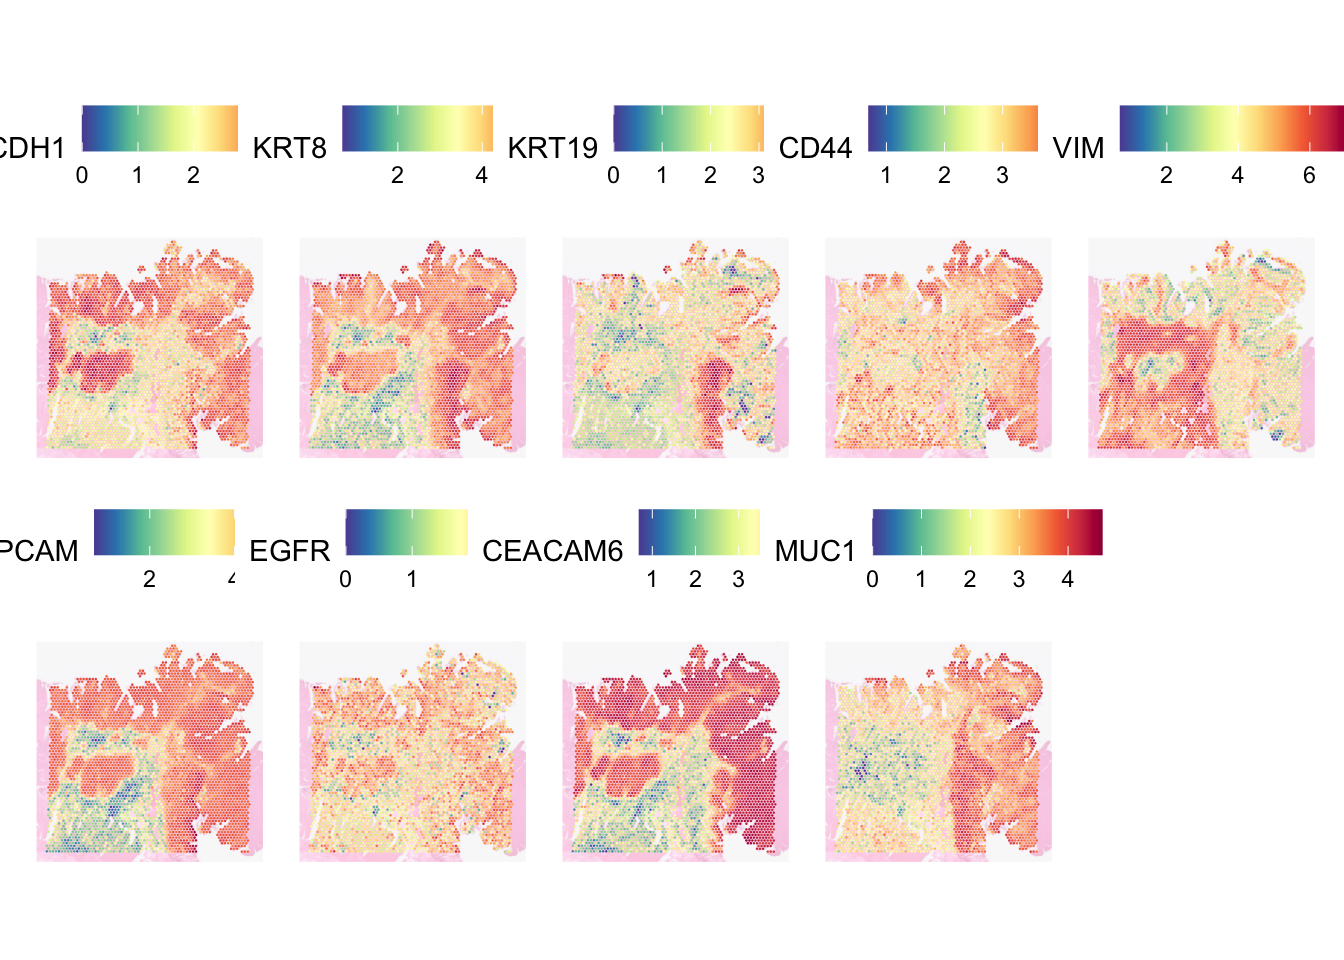 CDH1
0 1 2
KRT8
2 4
KRT19
0 1 2 3
CD44
1 2 3
VIM
2 4 6
PCAM
2
EGFR
0 1
CEACAM6
1 2 3
MUC1
0 1 2 3 4